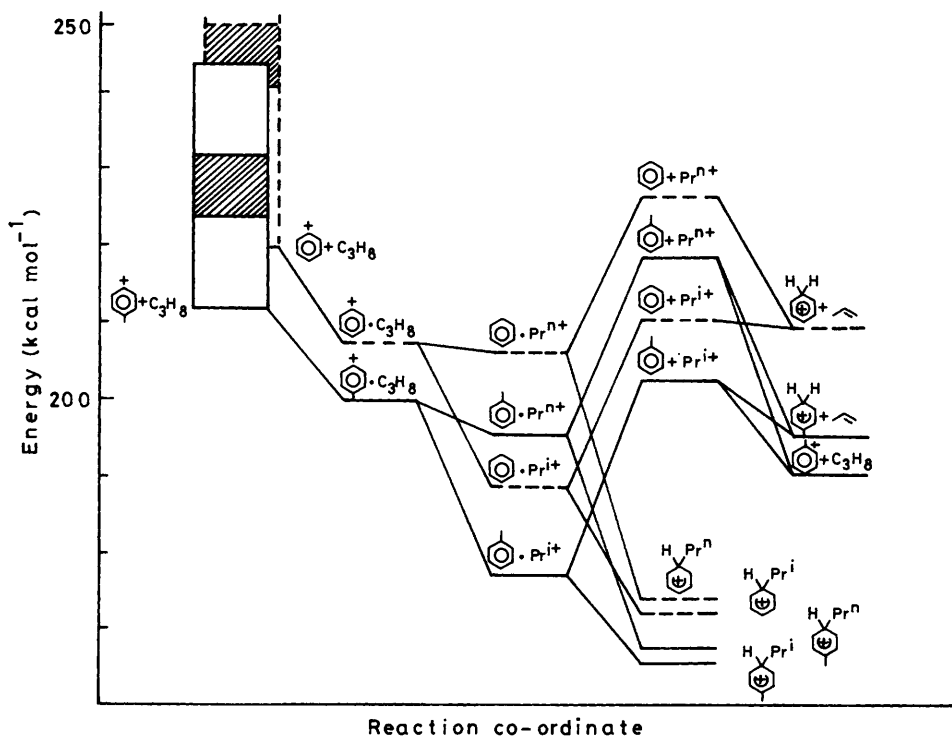 250
200
Energy (kcal mol⁻¹)
Reaction co-ordinate
+
+ C₃H₈
+
+ C₃H₈
+
· C₃H₈
+
· C₃H₈
· Prⁿ⁺
· Prⁿ⁺
· Prⁱ⁺
· Prⁱ⁺
+ Prⁿ⁺
+ Prⁿ⁺
+ Prⁱ⁺
+ Prⁱ⁺
H H
+
+
H H
+
+
+
+ C₃H₈
H Prⁿ
+
H Prⁱ
+
H Prⁿ
+
H Prⁱ
+